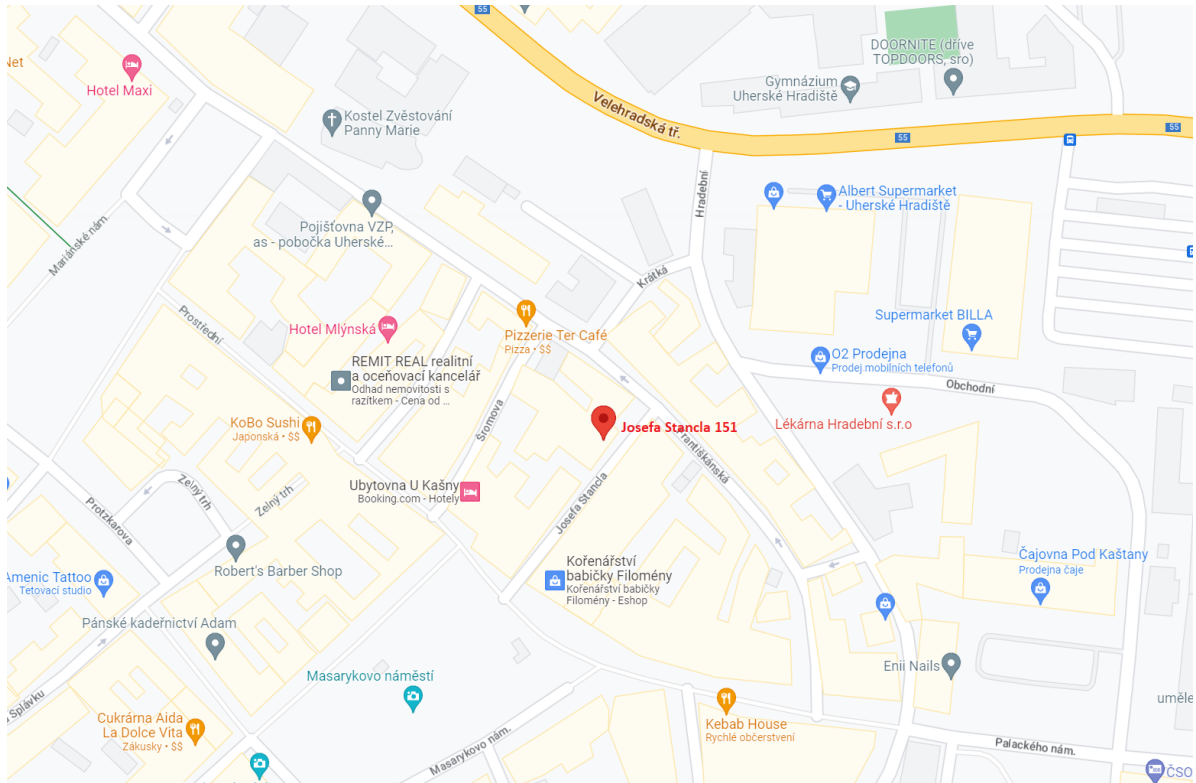 55
Net
Hotel Maxi
Kostel Zvěstování
Panny Marie
Velehradská tř.
DOORNITE (dříve
TOPDOORS, sro)
Gymnázium
Uherské Hradiště
55
55
Mariánské nám.
Pojišťovna VZP,
as - pobočka Uherské...
Hradební
Albert Supermarket
- Uherské Hradiště
Krátká
Prostřední
Hotel Mlýnská
Pizzerie Ter Café
Pizza • $$
Supermarket BILLA
O2 Prodejna
Prodej mobilních telefonů
Obchodní
REMIT REAL realitní
a oceňovací kancelář
Odhad nemovitosti s
razítkem - Cena od ...
Šromova
KoBo Sushi
Japonská • $$
Josefa Stancla 151
Františkánská
Lékárna Hradební s.r.o
Ubytovna U Kašny
Booking.com - Hotely
Zelný trh
Zelný trh
Protzkarova
Josefa Stancla
Robert's Barber Shop
Amenic Tattoo
Tetovací studio
Kořenářství
babičky Filomény
Kořenářství babičky
Filomény - Eshop
Čajovna Pod Kaštany
Prodejna čaje
Pánské kadeřnictví Adam
Masarykovo náměstí
Enii Nails
a Splávku
Cukrárna Aida
La Dolce Vita
Zákusky • $$
Kebab House
Rychlé občerstvení
uměle
Masarykovo nám.
Palackého nám.
ČSO